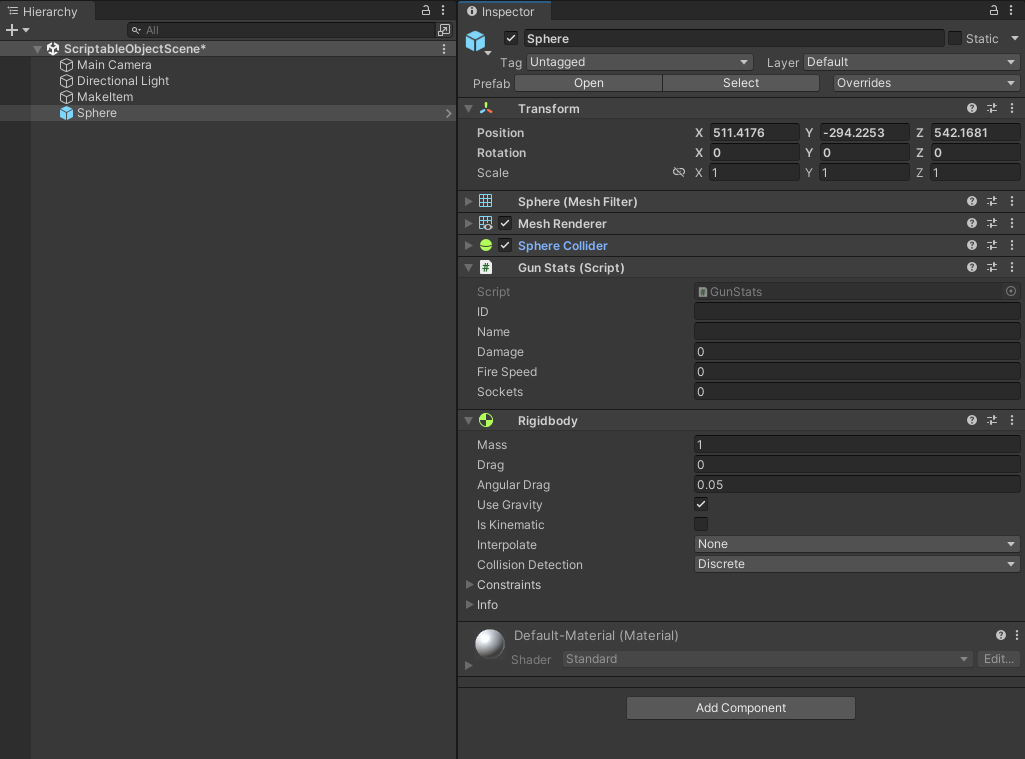 Hierarchy
All
ScriptableObjectScene*
Main Camera
Directional Light
MakeItem
Sphere
Inspector
Sphere Static
Tag Untagged Layer Default
Prefab Open Select Overrides
Transform
Position X 511.4176 Y -294.2253 Z 542.1681
Rotation X 0 Y 0 Z 0
Scale X 1 Y 1 Z 1
Sphere (Mesh Filter)
Mesh Renderer
Sphere Collider
# Gun Stats (Script)
Script GunStats
ID
Name
Damage 0
Fire Speed 0
Sockets 0
Rigidbody
Mass 1
Drag 0
Angular Drag 0.05
Use Gravity
Is Kinematic
Interpolate None
Collision Detection Discrete
Constraints
Info
Default-Material (Material)
Shader Standard Edit...
Add Component